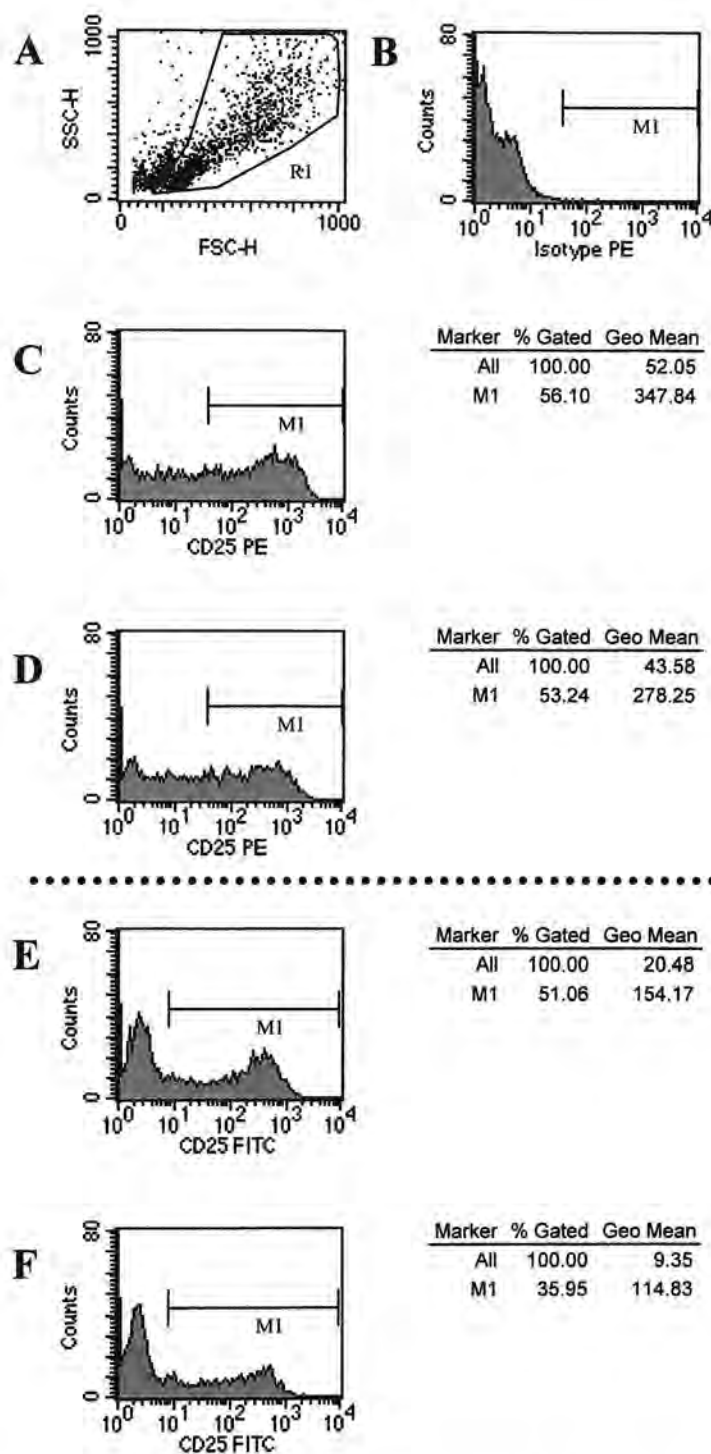 A
1000
SSC-H
0
R1
0 1000
FSC-H
B
80
Counts
0
M1
10^0 10^1 10^2 10^3 10^4
Isotype PE
C
80
Counts
0
M1
10^0 10^1 10^2 10^3 10^4
CD25 PE
Marker % Gated Geo Mean
All 100.00 52.05
M1 56.10 347.84
D
80
Counts
0
M1
10^0 10^1 10^2 10^3 10^4
CD25 PE
Marker % Gated Geo Mean
All 100.00 43.58
M1 53.24 278.25
E
80
Counts
0
M1
10^0 10^1 10^2 10^3 10^4
CD25 FITC
Marker % Gated Geo Mean
All 100.00 20.48
M1 51.06 154.17
F
80
Counts
0
M1
10^0 10^1 10^2 10^3 10^4
CD25 FITC
Marker % Gated Geo Mean
All 100.00 9.35
M1 35.95 114.83